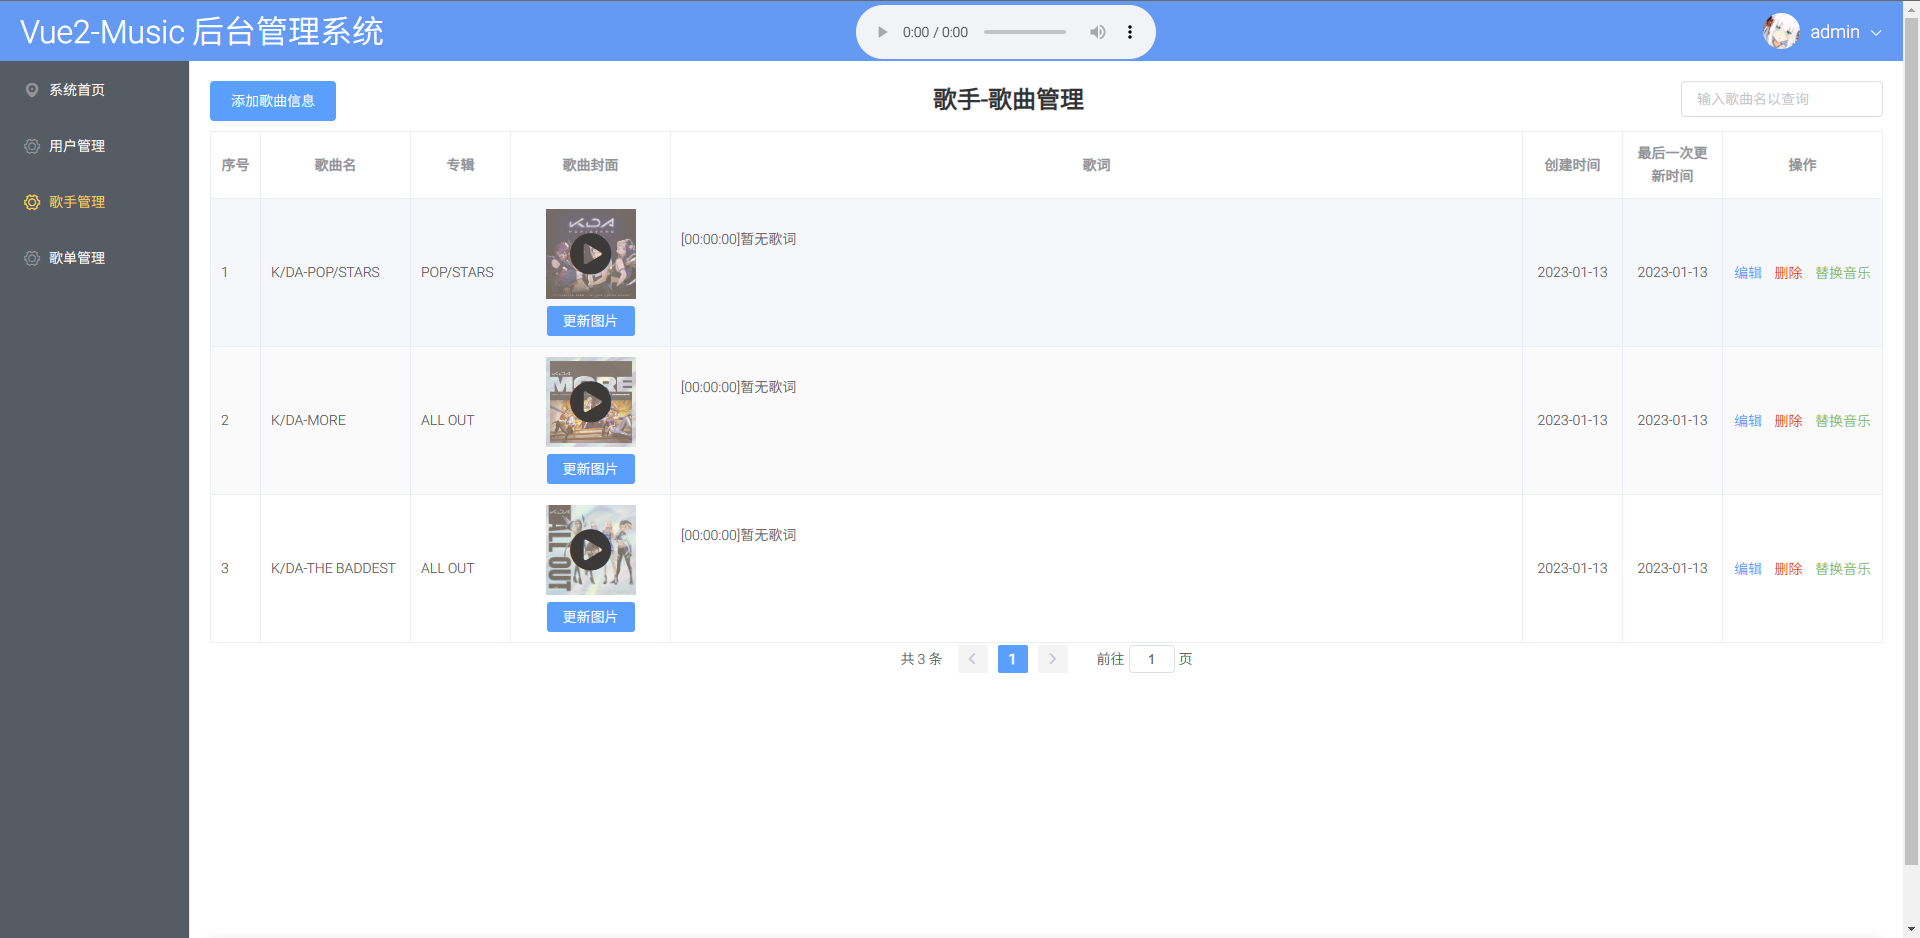 Vue2-Music 后台管理系统
0:00 / 0:00
admin
系统首页
用户管理
歌手管理
歌单管理
添加歌曲信息
歌手-歌曲管理
输入歌曲名以查询
序号 歌曲名 专辑 歌曲封面 歌词 创建时间 最后一次更新时间 操作
1 K/DA-POP/STARS POP/STARS [00:00:00]暂无歌词 2023-01-13 2023-01-13 编辑 删除 替换音乐
KDA
更新图片
2 K/DA-MORE ALL OUT [00:00:00]暂无歌词 2023-01-13 2023-01-13 编辑 删除 替换音乐
MORE
更新图片
3 K/DA-THE BADDEST ALL OUT [00:00:00]暂无歌词 2023-01-13 2023-01-13 编辑 删除 替换音乐
ALL OUT
更新图片
共 3 条 1 前往 1 页